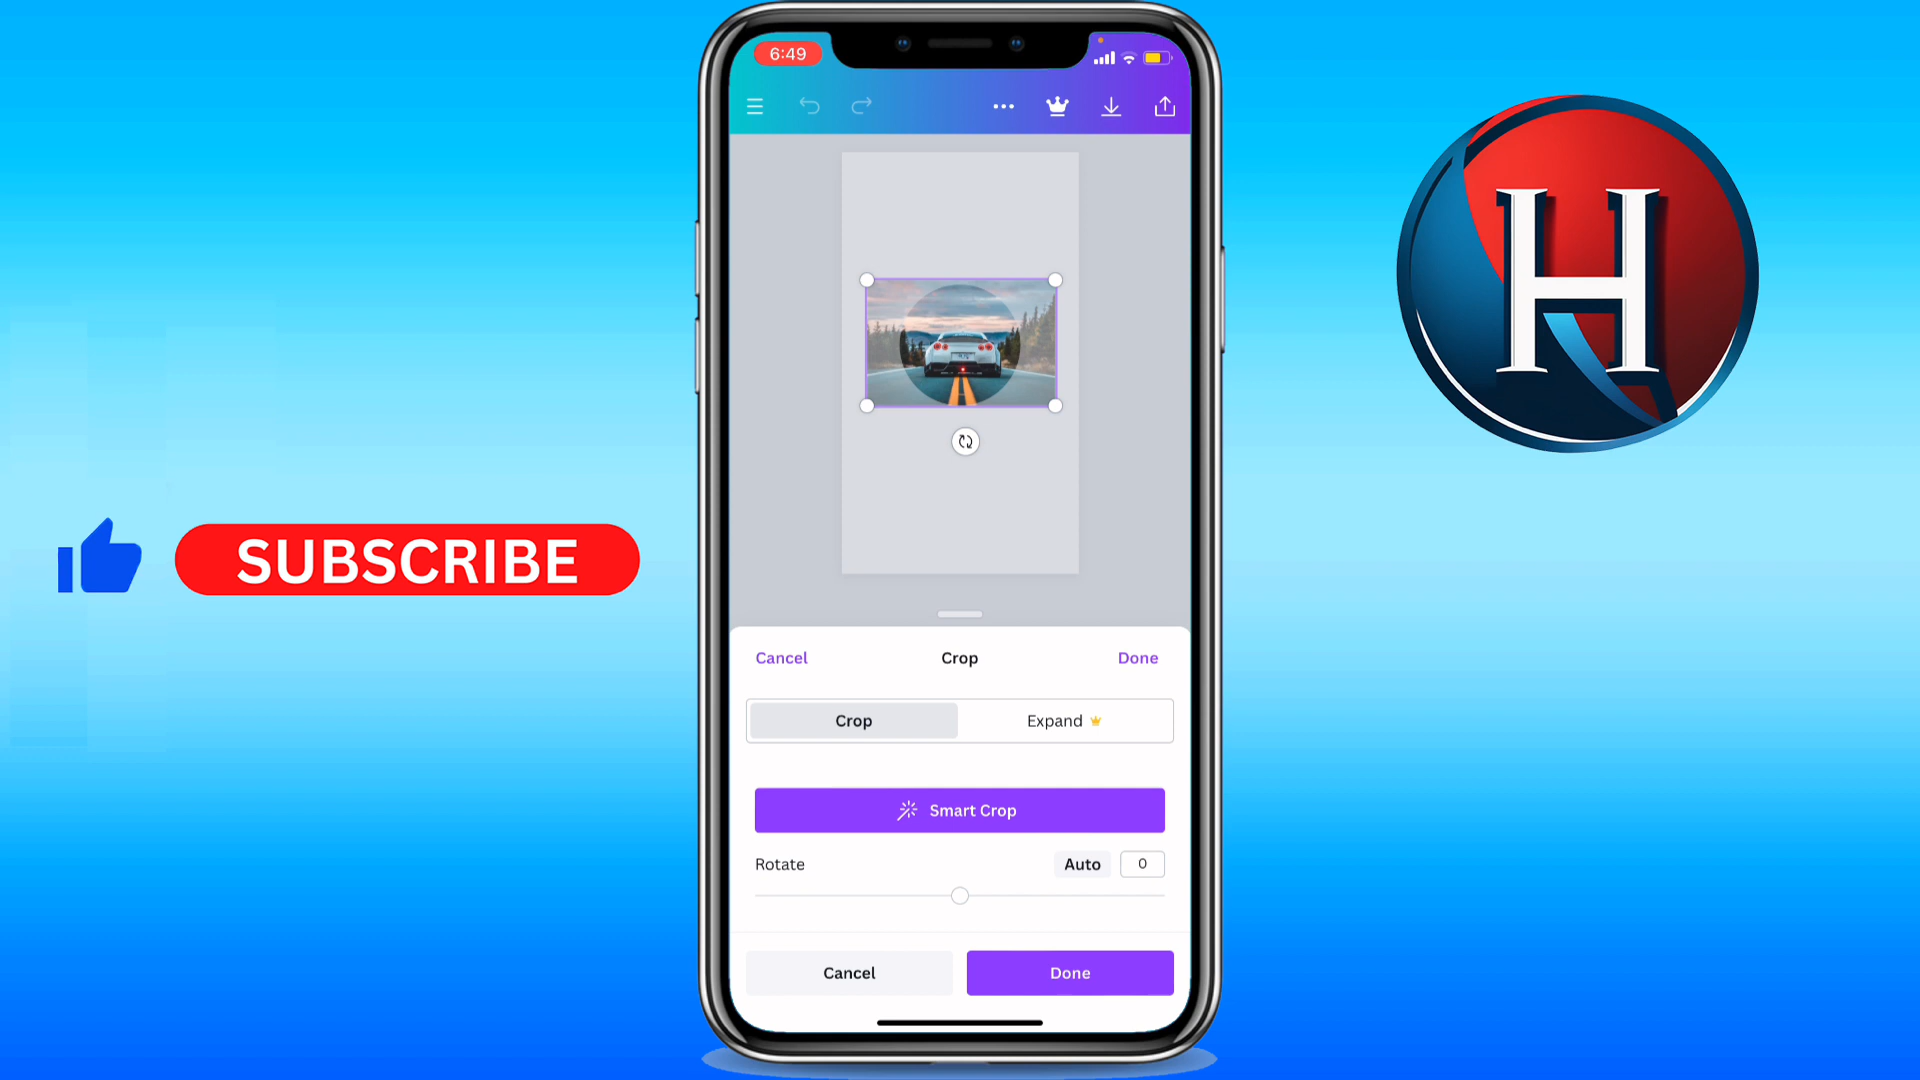 6:49
H
SUBSCRIBE
Cancel Crop Done
Crop Expand
Smart Crop
Rotate Auto 0
Cancel Done